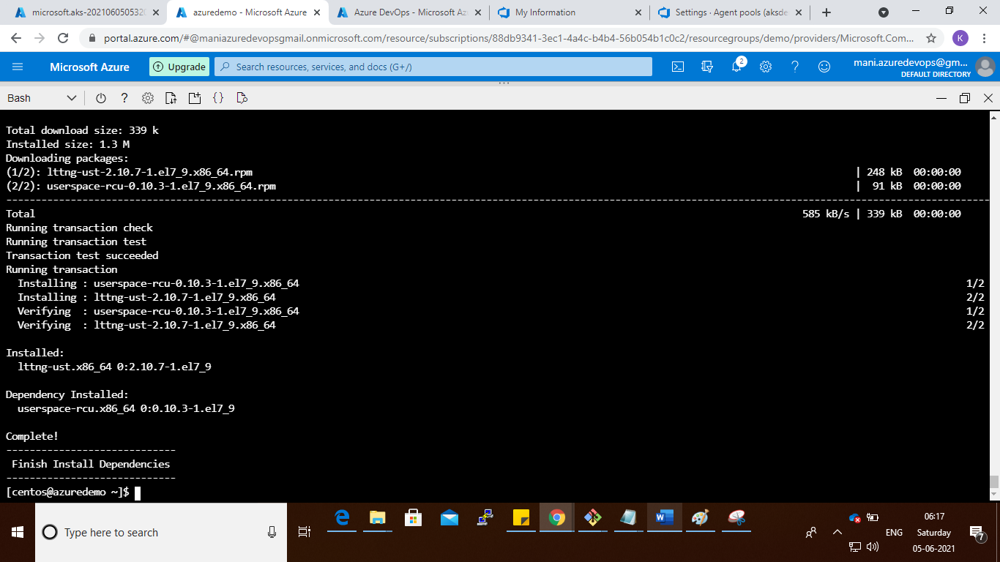 microsoft.aks-2021060505320
azuredemo - Microsoft Azure
Azure DevOps - Microsoft Az
My Information
Settings · Agent pools (aksde
portal.azure.com/#@maniazuredevopsgmail.onmicrosoft.com/resource/subscriptions/88db9341-3ec1-4a4c-b4b4-56b054b1c0c2/resourcegroups/demo/providers/Microsoft.Com...
K
Microsoft Azure
Upgrade
Search resources, services, and docs (G+/)
2
mani.azuredevops@gm...
DEFAULT DIRECTORY
Bash
Total download size: 339 k
Installed size: 1.3 M
Downloading packages:
(1/2): lttng-ust-2.10.7-1.el7_9.x86_64.rpm | 248 kB 00:00:00
(2/2): userspace-rcu-0.10.3-1.el7_9.x86_64.rpm | 91 kB 00:00:00
--------------------------------------------------------------------------------
Total 585 kB/s | 339 kB 00:00:00
Running transaction check
Running transaction test
Transaction test succeeded
Running transaction
Installing : userspace-rcu-0.10.3-1.el7_9.x86_64 1/2
Installing : lttng-ust-2.10.7-1.el7_9.x86_64 2/2
Verifying : userspace-rcu-0.10.3-1.el7_9.x86_64 1/2
Verifying : lttng-ust-2.10.7-1.el7_9.x86_64 2/2
Installed:
lttng-ust.x86_64 0:2.10.7-1.el7_9
Dependency Installed:
userspace-rcu.x86_64 0:0.10.3-1.el7_9
Complete!
-----------------------------
Finish Install Dependencies
-----------------------------
[centos@azuredemo ~]$
Type here to search
ENG
06:17
Saturday
05-06-2021
7